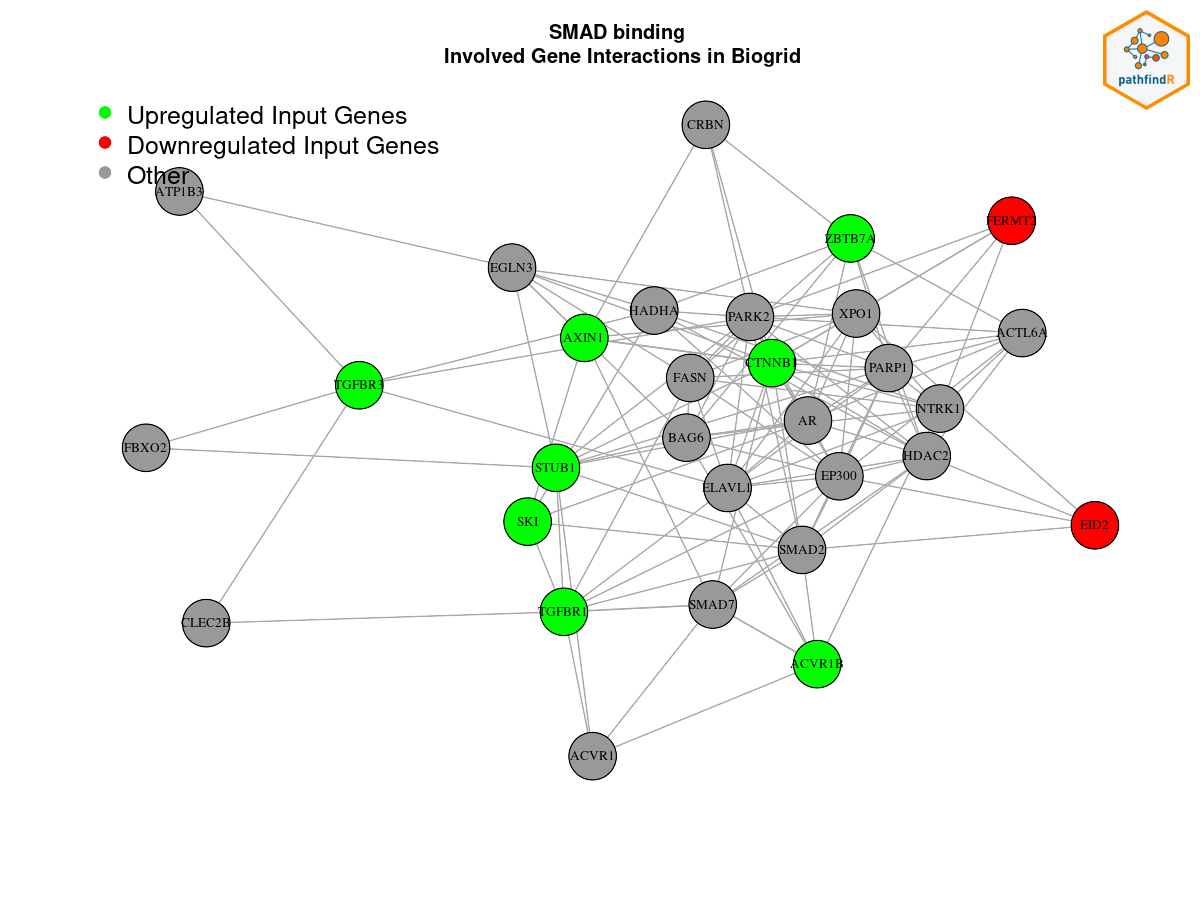 SMAD binding
Involved Gene Interactions in Biogrid
pathfindR
Upregulated Input Genes
Downregulated Input Genes
Other
CRBN
ATP1B3
FERMT2
ZBTB7A
EGLN3
HADHA
XPO1
PARK2
ACTL6A
AXIN1
CTNNB1
PARP1
FASN
TGFBR3
NTRK1
AR
BAG6
FBXO2
HDAC2
STUB1
EP300
ELAVL1
SKI
EID2
SMAD2
SMAD7
TGFBR1
CLEC2B
ACVR1B
ACVR1